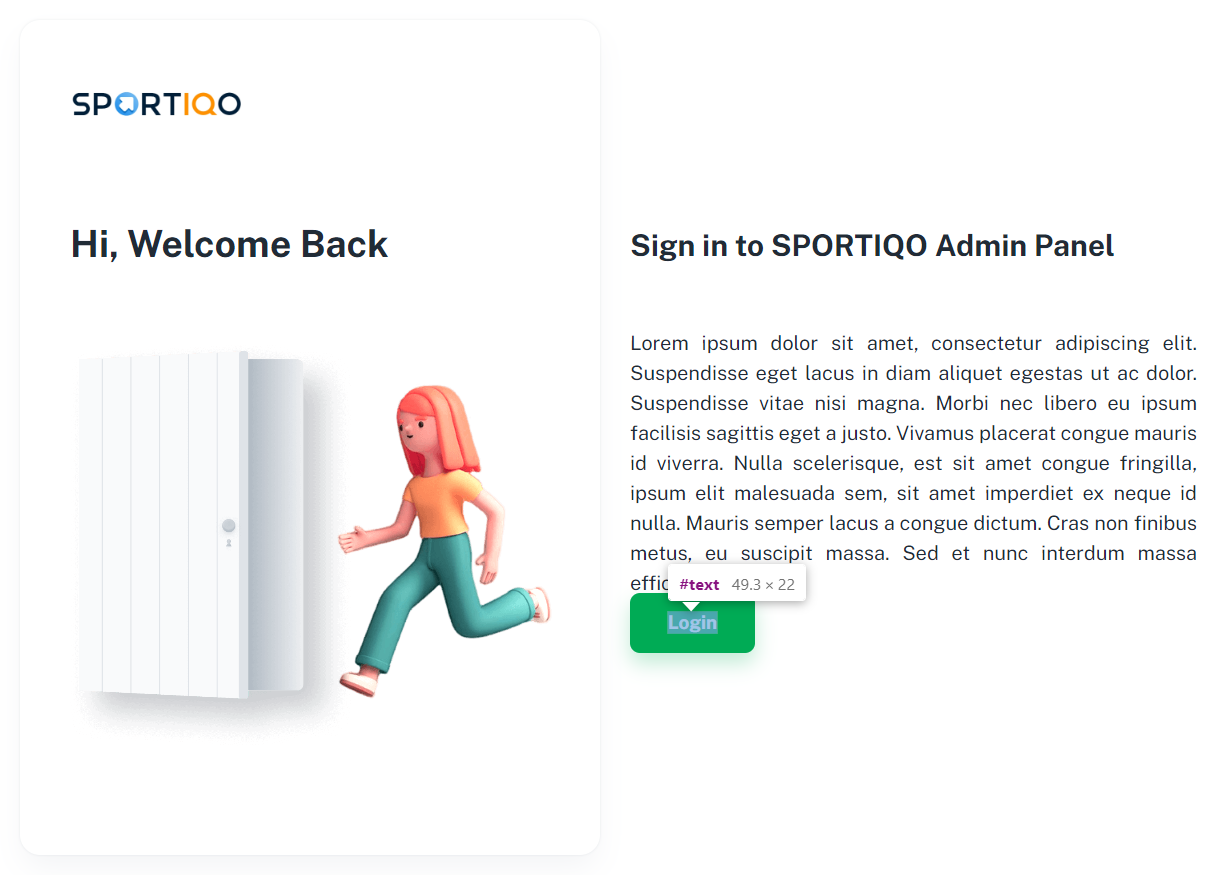 SPORTIQO
Hi, Welcome Back
Sign in to SPORTIQO Admin Panel
Lorem ipsum dolor sit amet, consectetur adipiscing elit.
Suspendisse eget lacus in diam aliquet egestas ut ac dolor.
Suspendisse vitae nisi magna. Morbi nec libero eu ipsum
facilisis sagittis eget a justo. Vivamus placerat congue mauris
id viverra. Nulla scelerisque, est sit amet congue fringilla,
ipsum elit malesuada sem, sit amet imperdiet ex neque id
nulla. Mauris semper lacus a congue dictum. Cras non finibus
metus, eu suscipit massa. Sed et nunc interdum massa
#text 49.3 × 22
Login